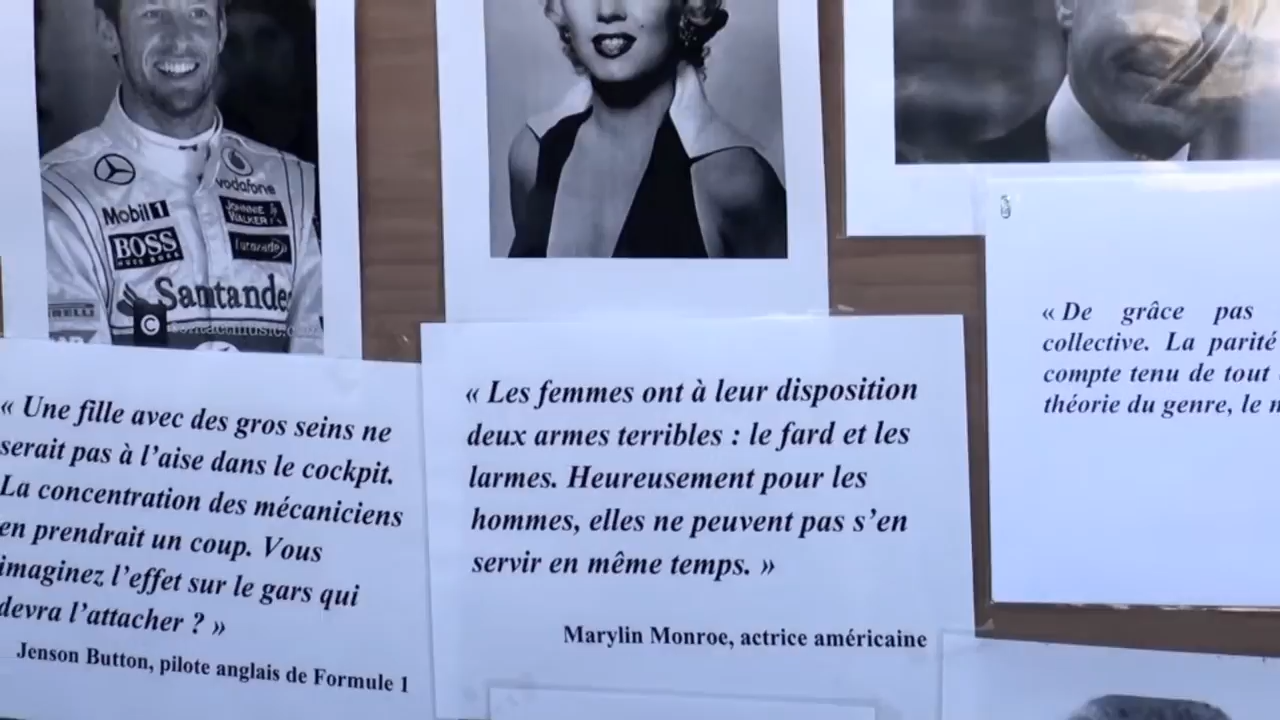 vodafone
Mobil 1
JOHNNIE
WALKER
BOSS
HUGO BOSS
Santande
« Une fille avec des gros seins ne
serait pas à l’aise dans le cockpit.
La concentration des mécaniciens
en prendrait un coup. Vous
imaginez l’effet sur le gars qui
devra l’attacher ? »
Jenson Button, pilote anglais de Formule 1
« Les femmes ont à leur disposition
deux armes terribles : le fard et les
larmes. Heureusement pour les
hommes, elles ne peuvent pas s’en
servir en même temps. »
Marylin Monroe, actrice américaine
« De grâce pas
collective. La parité
compte tenu de tout
théorie du genre, le